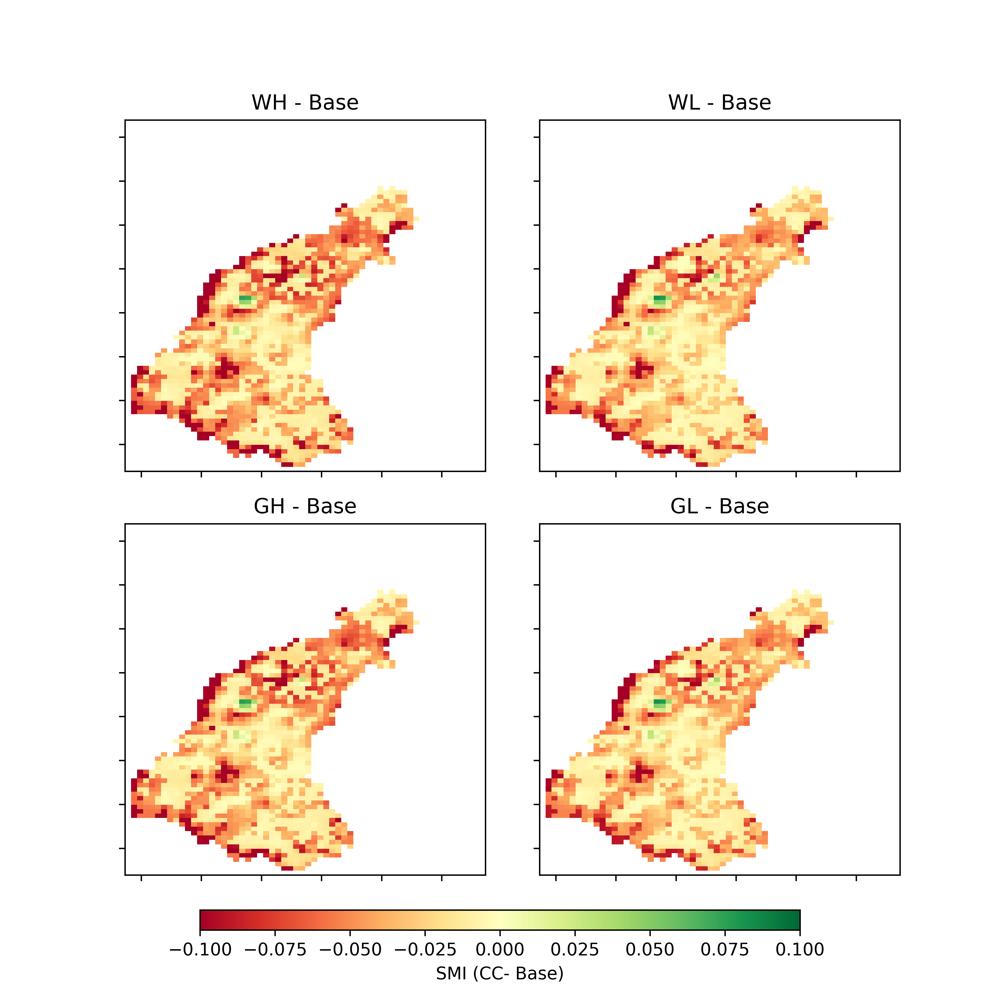 WH - Base
WL - Base
GH - Base
GL - Base
−0.100 −0.075 −0.050 −0.025 0.000 0.025 0.050 0.075 0.100
SMI (CC- Base)